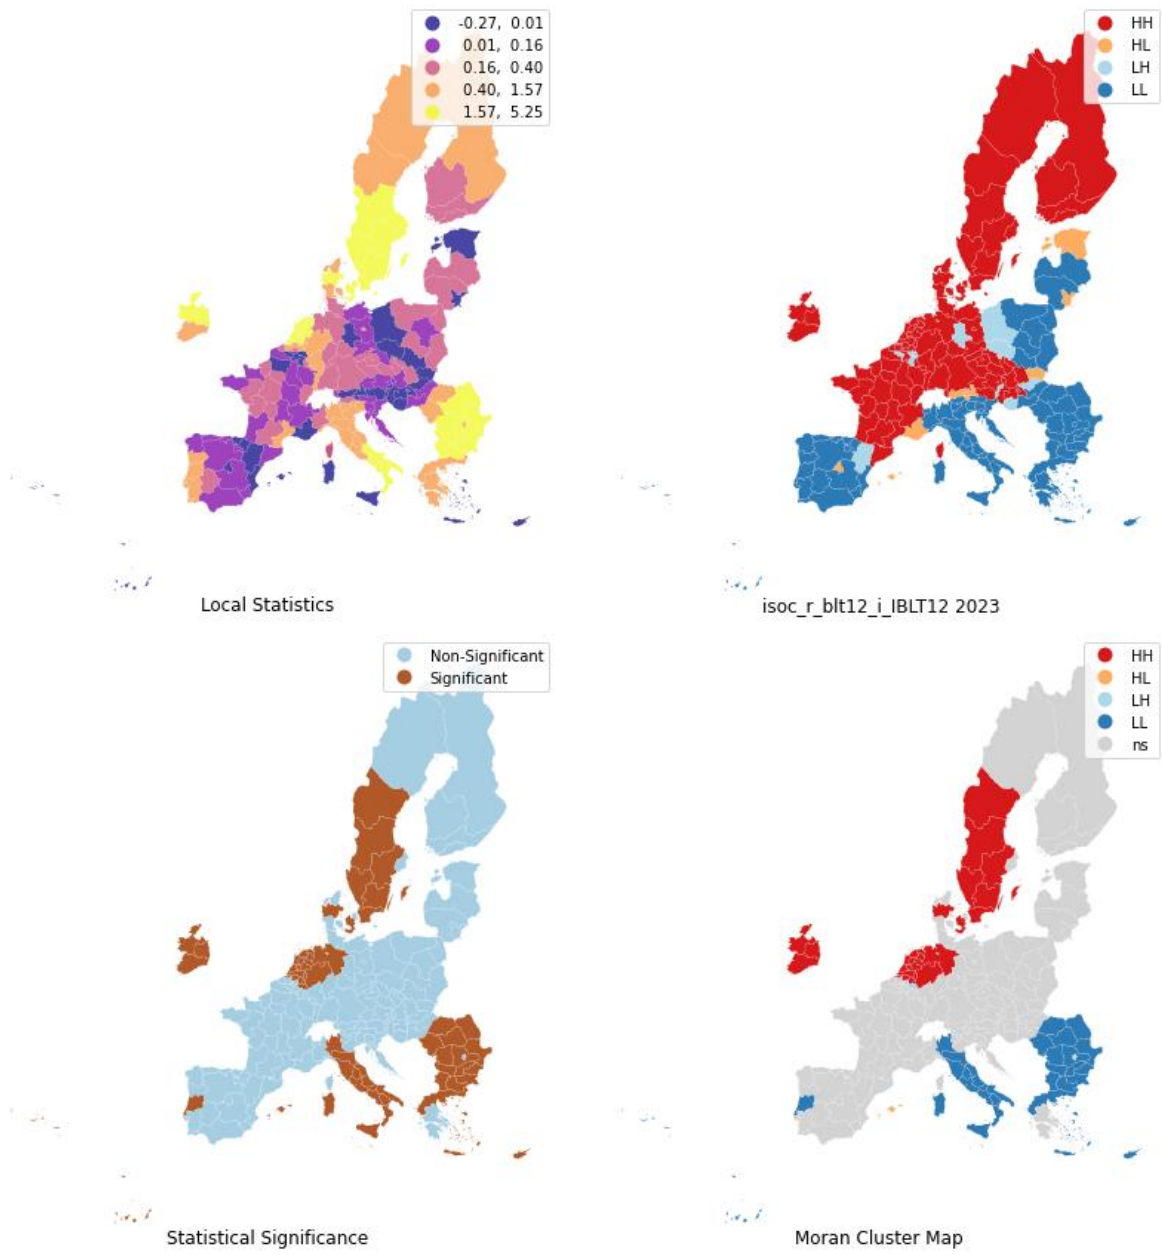 -0.27, 0.01
0.01, 0.16
0.16, 0.40
0.40, 1.57
1.57, 5.25
Local Statistics
HH
HL
LH
LL
isoc_r_blt12_i_IBLT12 2023
Non-Significant
Significant
Statistical Significance
HH
HL
LH
LL
ns
Moran Cluster Map